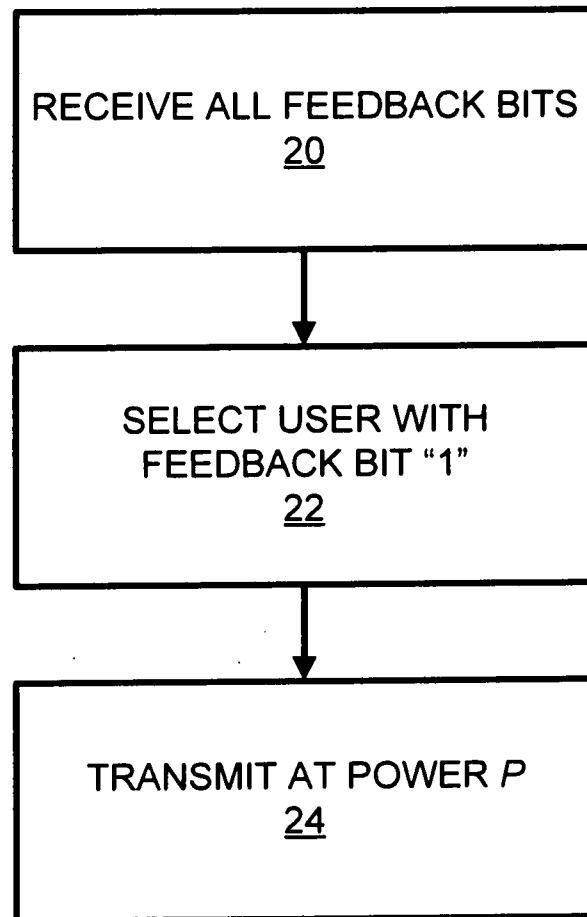 RECEIVE ALL FEEDBACK BITS
20
SELECT USER WITH
FEEDBACK BIT “1”
22
TRANSMIT AT POWER P
24